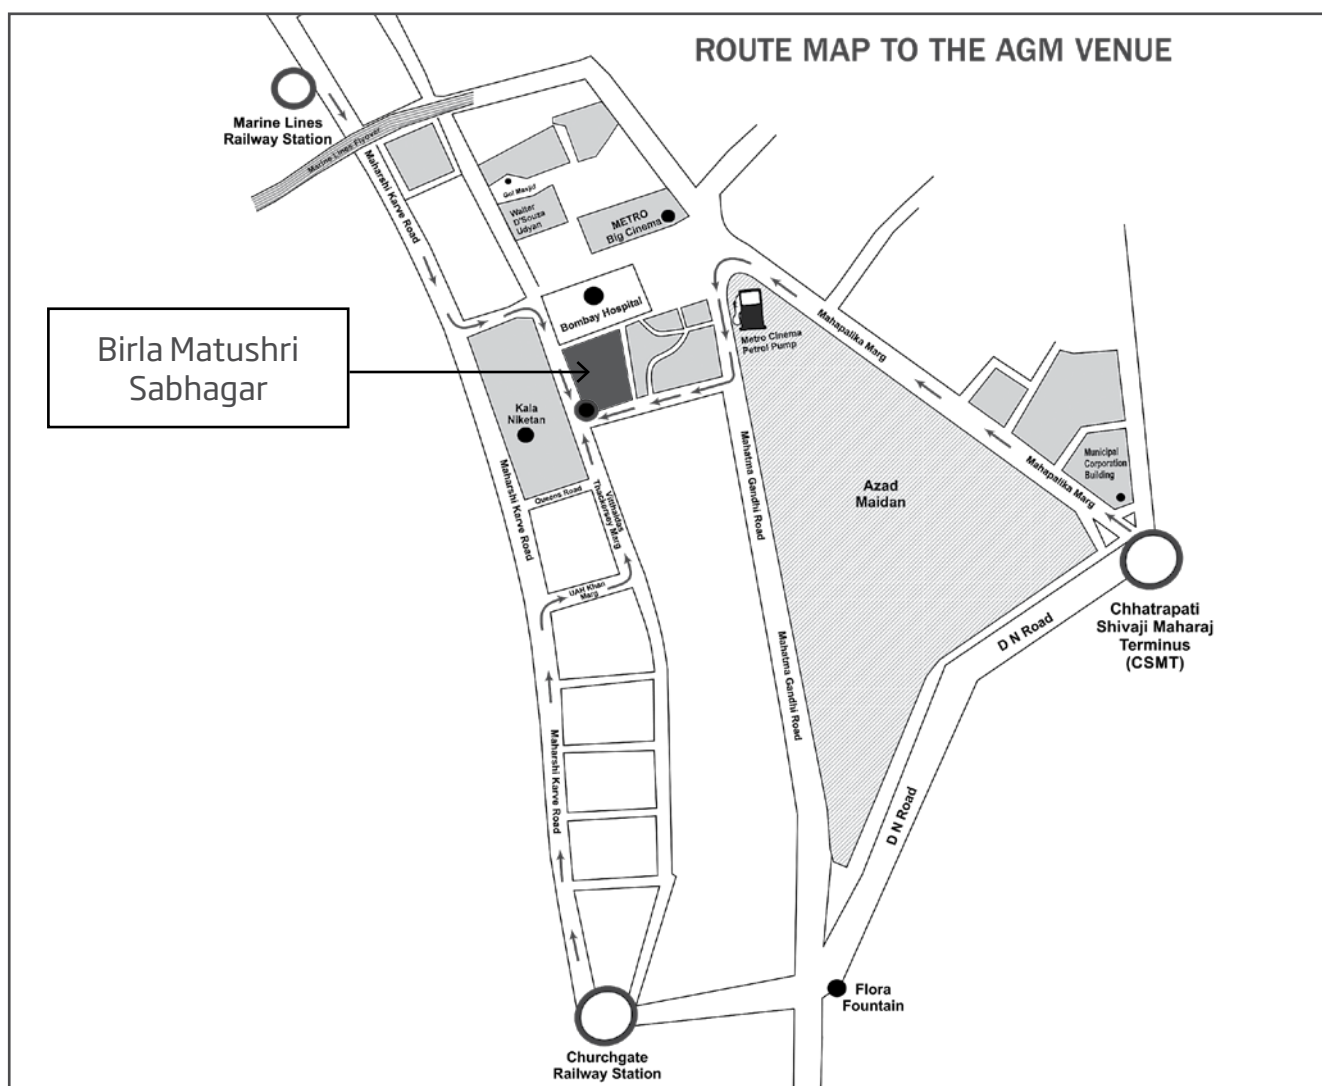 ROUTE MAP TO THE AGM VENUE
Marine Lines
Railway Station
Marine Lines Flyover
Maharshi Karve Road
Gol Masjid
Walter
D'Souza
Udyan
METRO
Big Cinema
Bombay Hospital
Birla Matushri
Sabhagar
Metro Cinema
Petrol Pump
Mahapalika Marg
Kala
Niketan
Mahatma Gandhi Road
Azad
Maidan
Mahapalika Marg
Municipal
Corporation
Building
Maharshi Karve Road
Queens Road
Vitthaldas
Thackersey Marg
UAH Khan
Marg
Chhatrapati
Shivaji Maharaj
Terminus
(CSMT)
D N Road
Mahatma Gandhi Road
Maharshi Karve Road
D N Road
Flora
Fountain
Churchgate
Railway Station